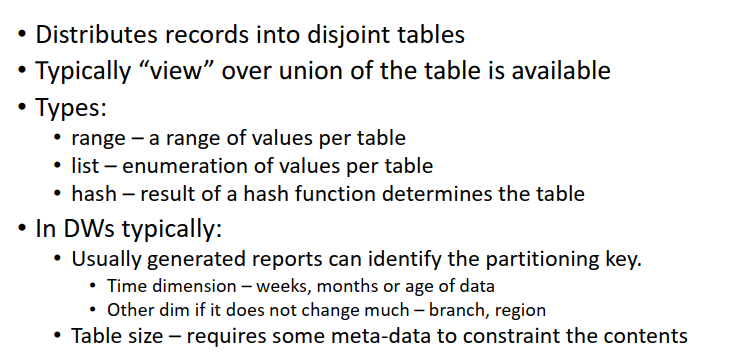 • Distributes records into disjoint tables
• Typically “view” over union of the table is available
• Types:
• range – a range of values per table
• list – enumeration of values per table
• hash – result of a hash function determines the table
• In DWs typically:
• Usually generated reports can identify the partitioning key.
• Time dimension – weeks, months or age of data
• Other dim if it does not change much – branch, region
• Table size – requires some meta-data to constraint the contents